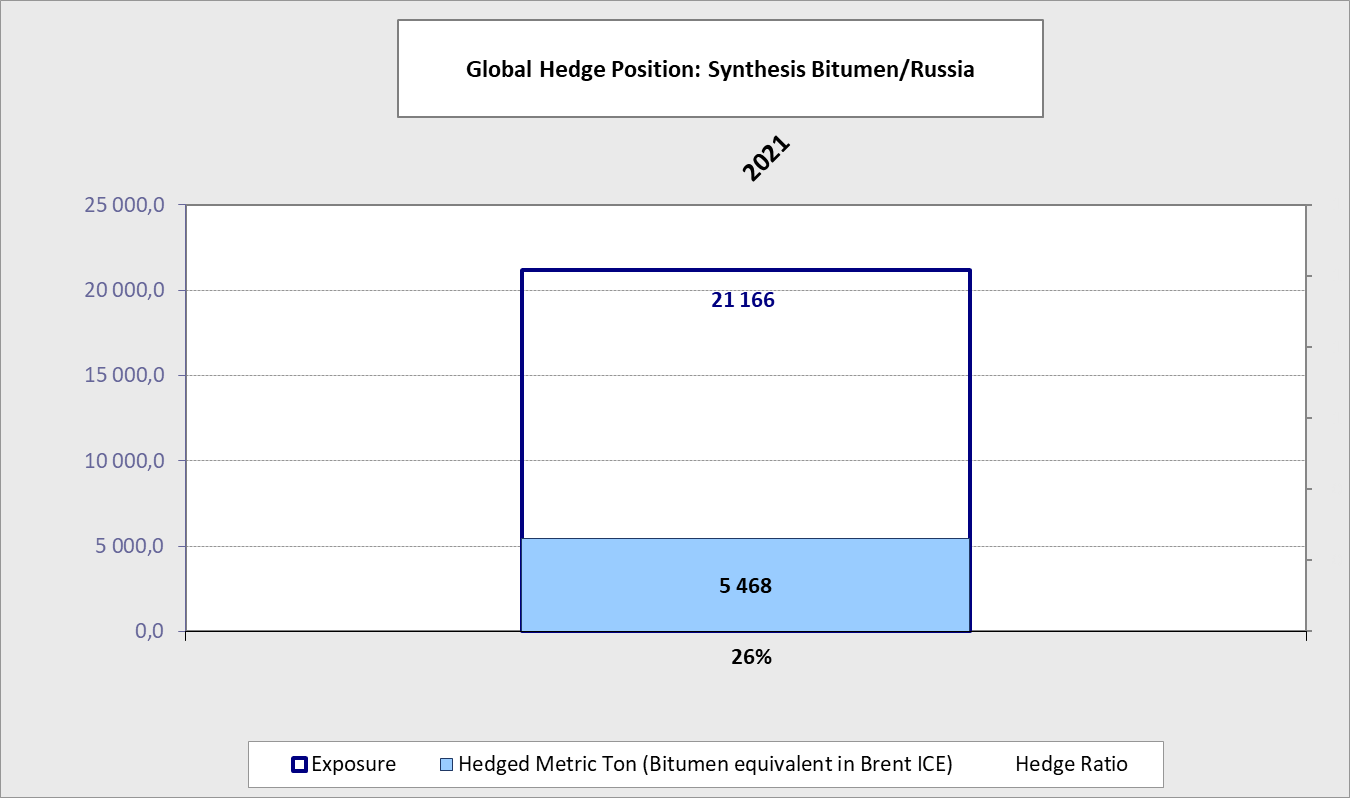 Global Hedge Position: Synthesis Bitumen/Russia
2021
25 000,0
20 000,0
15 000,0
10 000,0
5 000,0
0,0
21 166
5 468
26%
Exposure
Hedged Metric Ton (Bitumen equivalent in Brent ICE)
Hedge Ratio